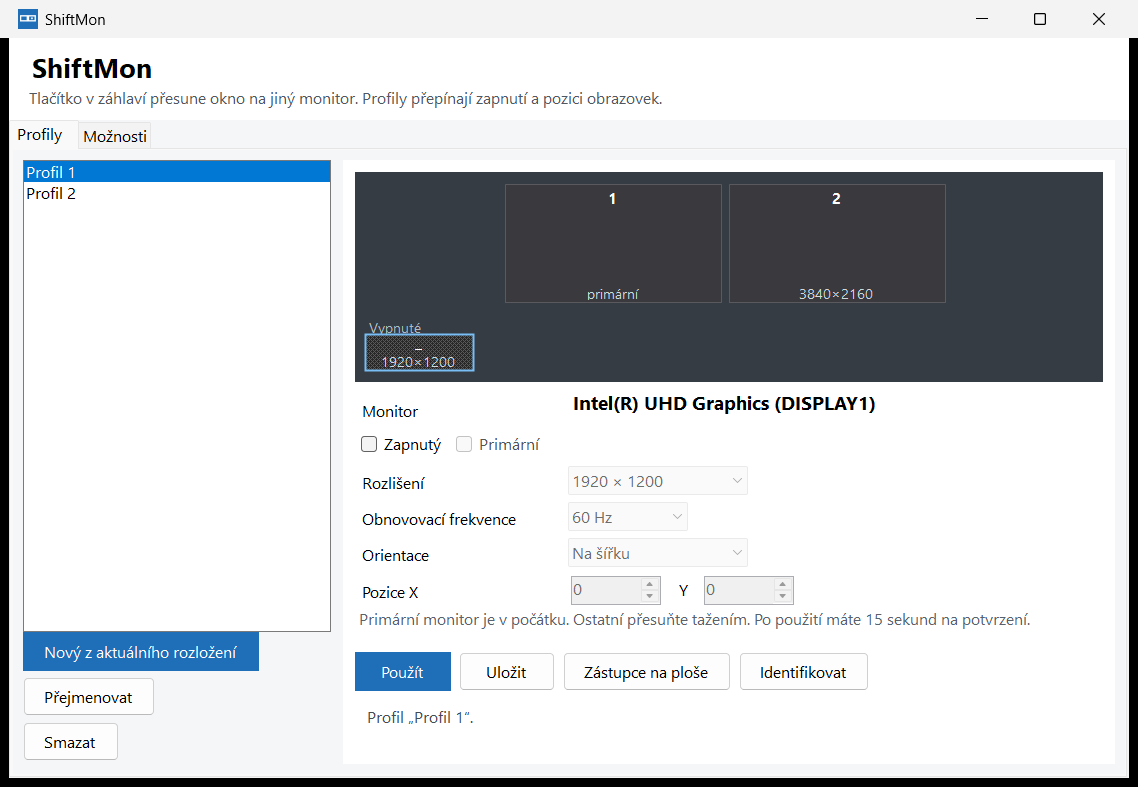 ShiftMon
ShiftMon
Tlačítko v záhlaví přesune okno na jiný monitor. Profily přepínají zapnutí a pozici obrazovek.
Profily Možnosti
Profil 1
Profil 2
Nový z aktuálního rozložení
Přejmenovat
Smazat
1
primární
2
3840×2160
Vypnuté
–
1920×1200
Monitor Intel(R) UHD Graphics (DISPLAY1)
Zapnutý Primární
Rozlišení 1920 × 1200
Obnovovací frekvence 60 Hz
Orientace Na šířku
Pozice X 0 Y 0
Primární monitor je v počátku. Ostatní přesuňte tažením. Po použití máte 15 sekund na potvrzení.
Použít Uložit Zástupce na ploše Identifikovat
Profil „Profil 1“.